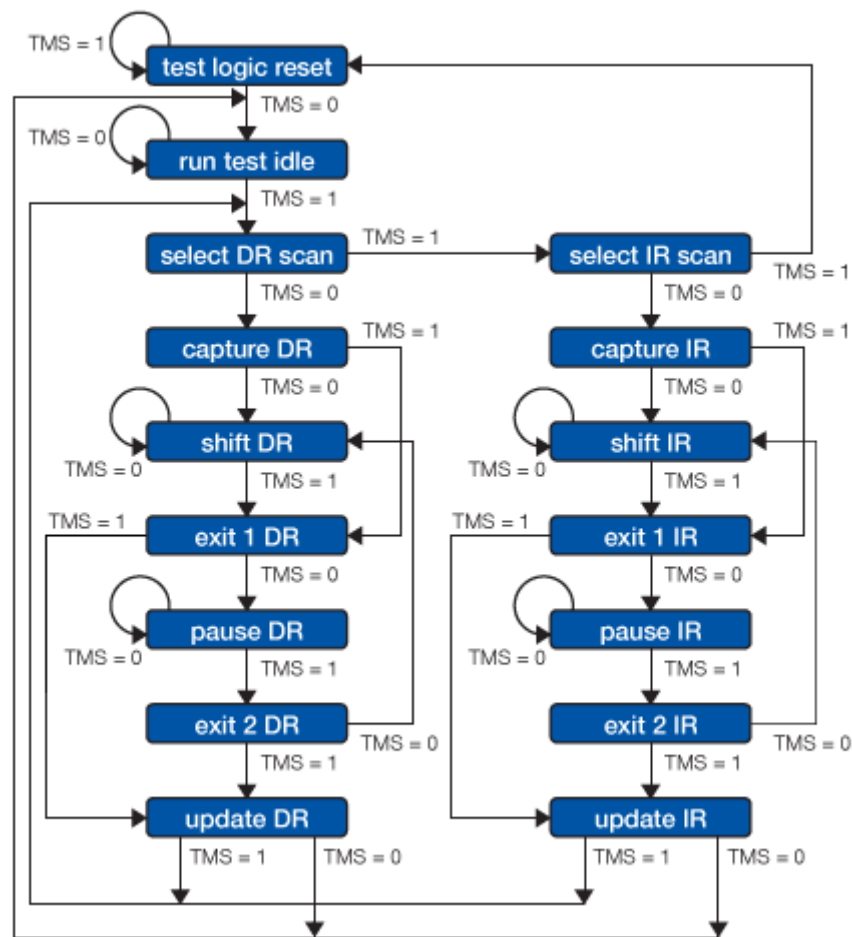 TMS = 1
test logic reset
TMS = 0
TMS = 0
run test idle
TMS = 1
select DR scan
TMS = 1
select IR scan
TMS = 1
TMS = 0
TMS = 0
capture DR
TMS = 1
capture IR
TMS = 1
TMS = 0
TMS = 0
shift DR
shift IR
TMS = 0
TMS = 1
TMS = 0
TMS = 1
TMS = 1
exit 1 DR
TMS = 1
exit 1 IR
TMS = 0
TMS = 0
pause DR
pause IR
TMS = 0
TMS = 1
TMS = 0
TMS = 1
exit 2 DR
TMS = 0
exit 2 IR
TMS = 0
TMS = 1
TMS = 1
update DR
update IR
TMS = 1
TMS = 0
TMS = 1
TMS = 0